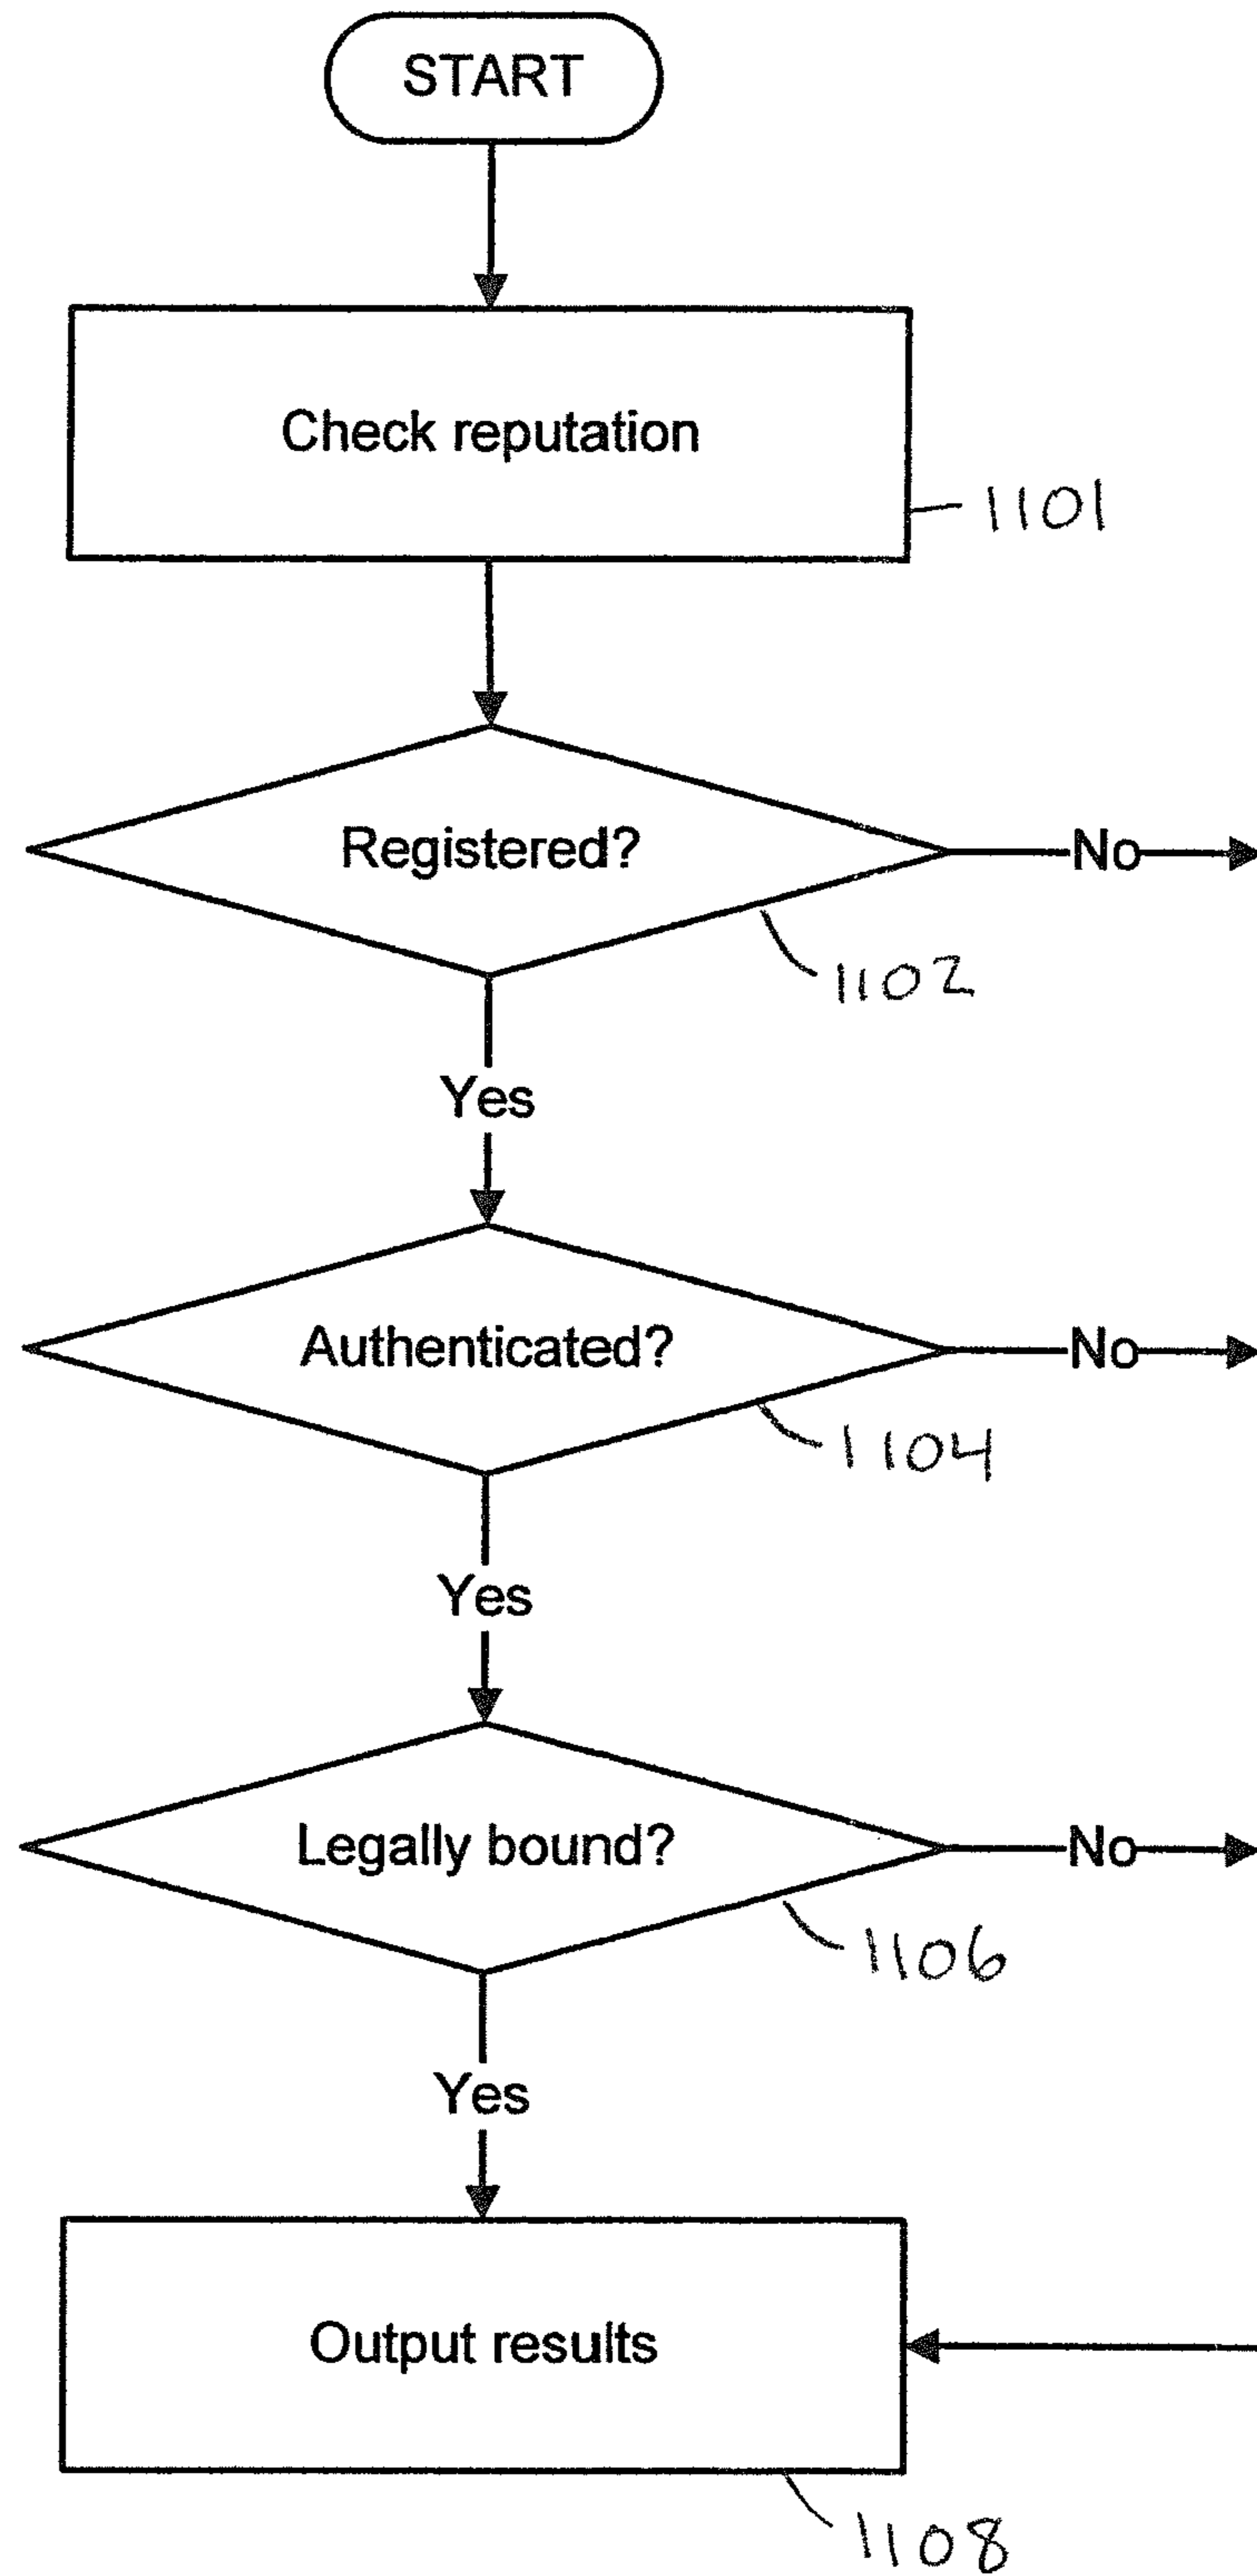 START
Check reputation
1101
Registered?
No
1102
Yes
Authenticated?
No
1104
Yes
Legally bound?
No
1106
Yes
Output results
1108